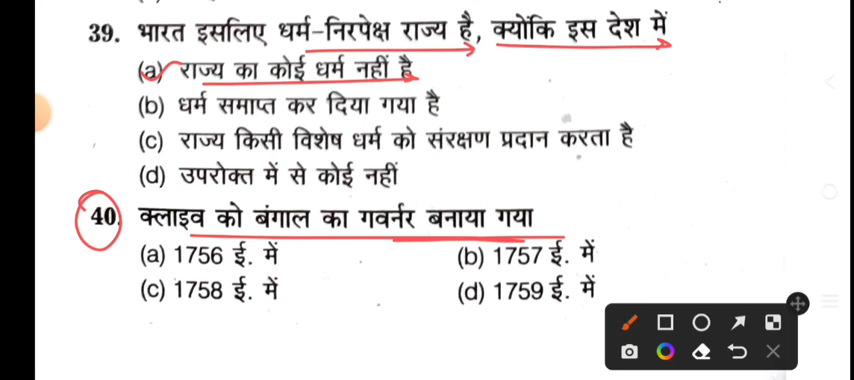 39. भारत इसलिए धर्म-निरपेक्ष राज्य है, क्योंकि इस देश में
(a) राज्य का कोई धर्म नहीं है
(b) धर्म समाप्त कर दिया गया है
(c) राज्य किसी विशेष धर्म को संरक्षण प्रदान करता है
(d) उपरोक्त में से कोई नहीं
40. क्लाइव को बंगाल का गवर्नर बनाया गया
(a) 1756 ई. में (b) 1757 ई. में
(c) 1758 ई. में (d) 1759 ई. में